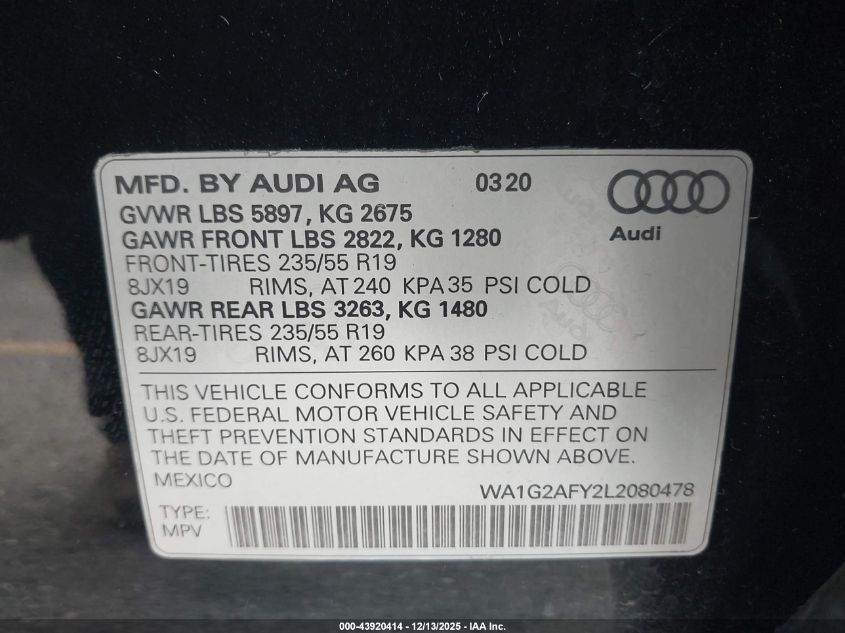 MFD. BY AUDI AG 0320
Audi
GVWR LBS 5897, KG 2675
GAWR FRONT LBS 2822, KG 1280
FRONT-TIRES 235/55 R19
8JX19 RIMS, AT 240 KPA 35 PSI COLD
GAWR REAR LBS 3263, KG 1480
REAR-TIRES 235/55 R19
8JX19 RIMS, AT 260 KPA 38 PSI COLD
THIS VEHICLE CONFORMS TO ALL APPLICABLE
U.S. FEDERAL MOTOR VEHICLE SAFETY AND
THEFT PREVENTION STANDARDS IN EFFECT ON
THE DATE OF MANUFACTURE SHOWN ABOVE.
MEXICO
WA1G2AFY2L2080478
TYPE:
MPV
000-43920414 - 12/13/2025 - IAA Inc.